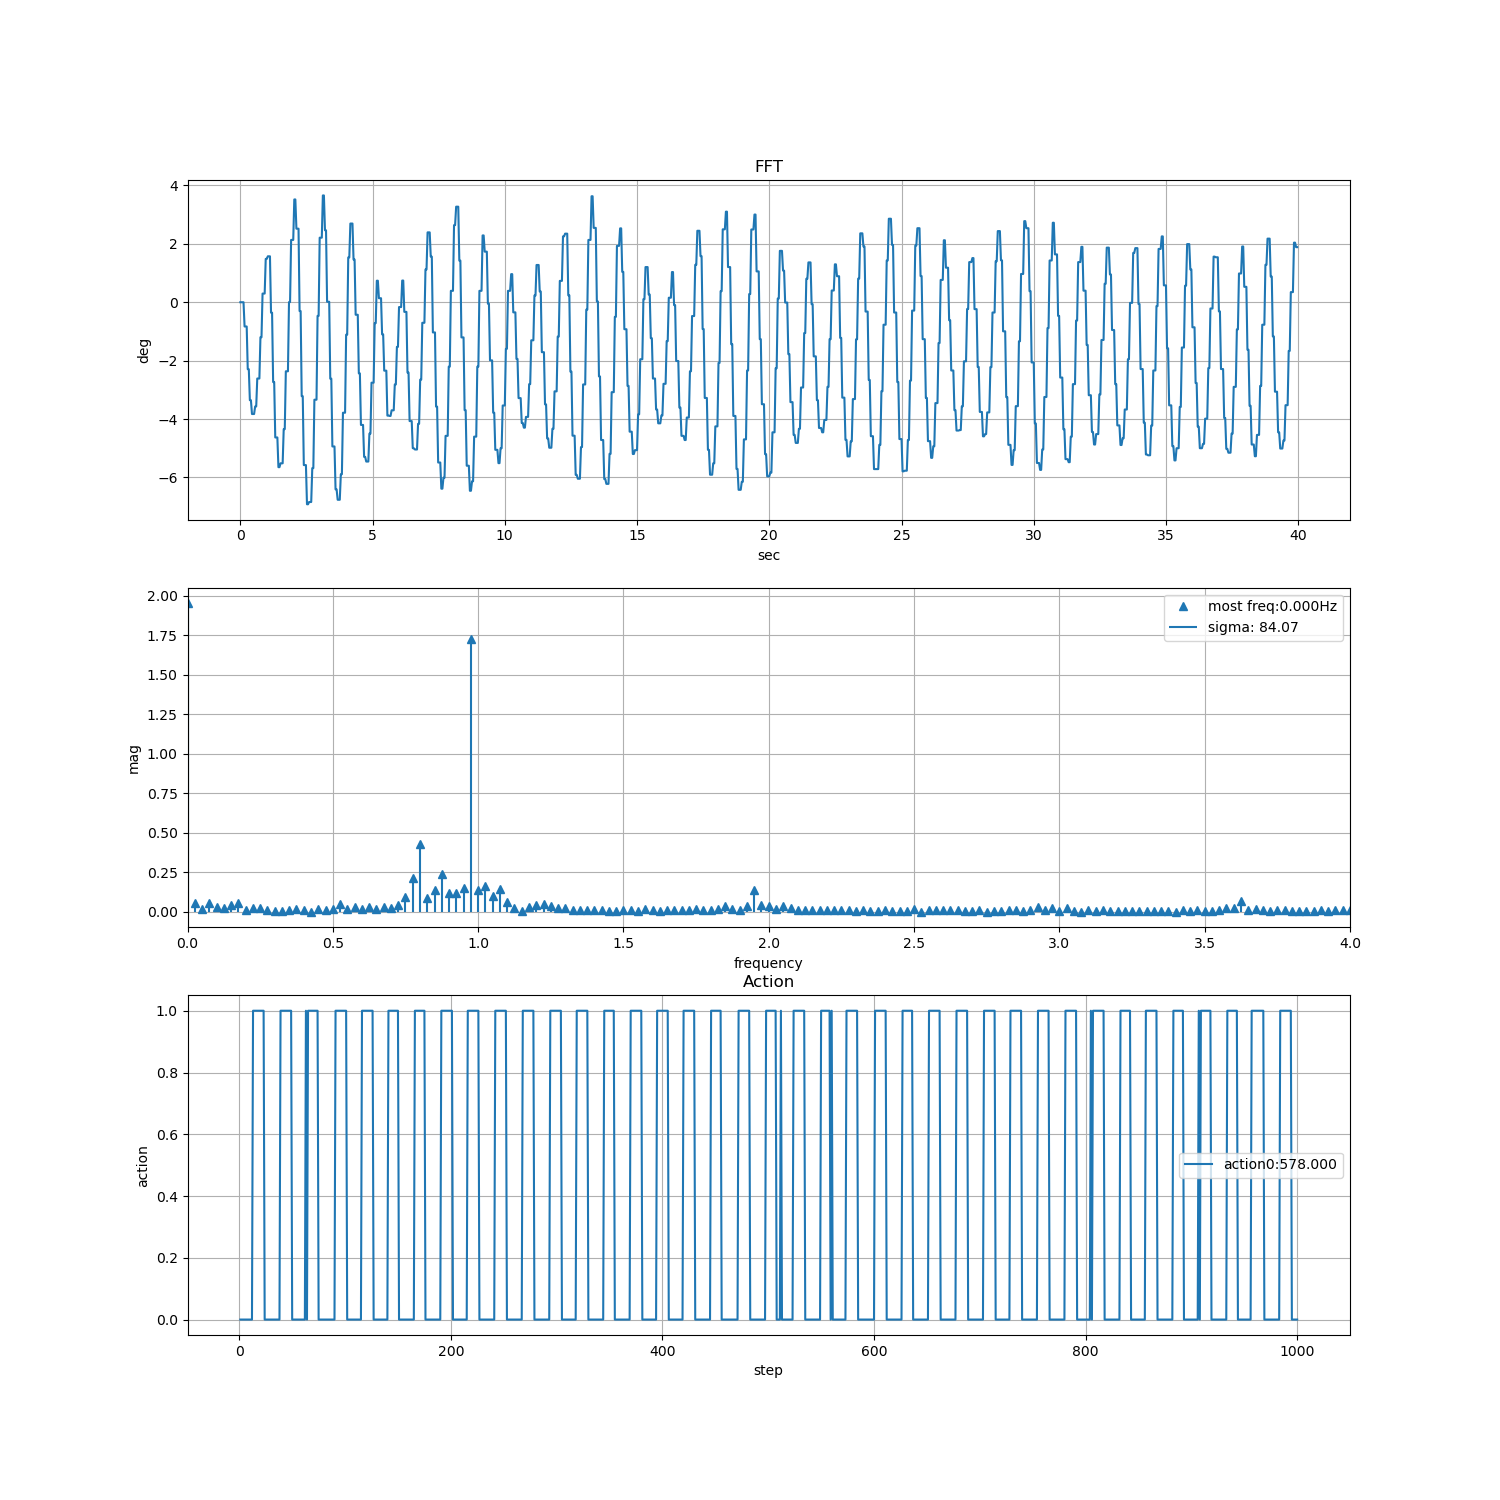 FFT
4
2
0
−2
−4
−6
deg
0 5 10 15 20 25 30 35 40
sec
2.00
1.75
1.50
1.25
1.00
0.75
0.50
0.25
0.00
mag
most freq:0.000Hz
sigma: 84.07
0.0 0.5 1.0 1.5 2.0 2.5 3.0 3.5 4.0
frequency
Action
1.0
0.8
0.6
0.4
0.2
0.0
action
action0:578.000
0 200 400 600 800 1000
step